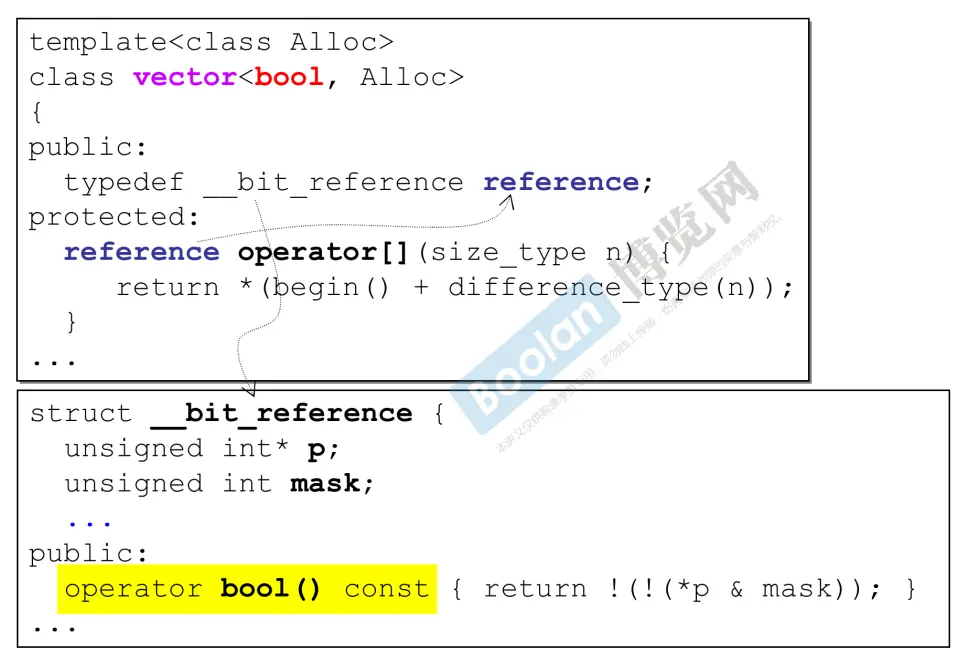 template<class Alloc>
class vector<bool, Alloc>
{
public:
  typedef __bit_reference reference;
protected:
  reference operator[](size_type n) {
     return *(begin() + difference_type(n));
  }
...
Boolan 博览网
struct __bit_reference {
  unsigned int* p;
  unsigned int mask;
  ...
public:
  operator bool() const { return !(!(*p & mask)); }
...